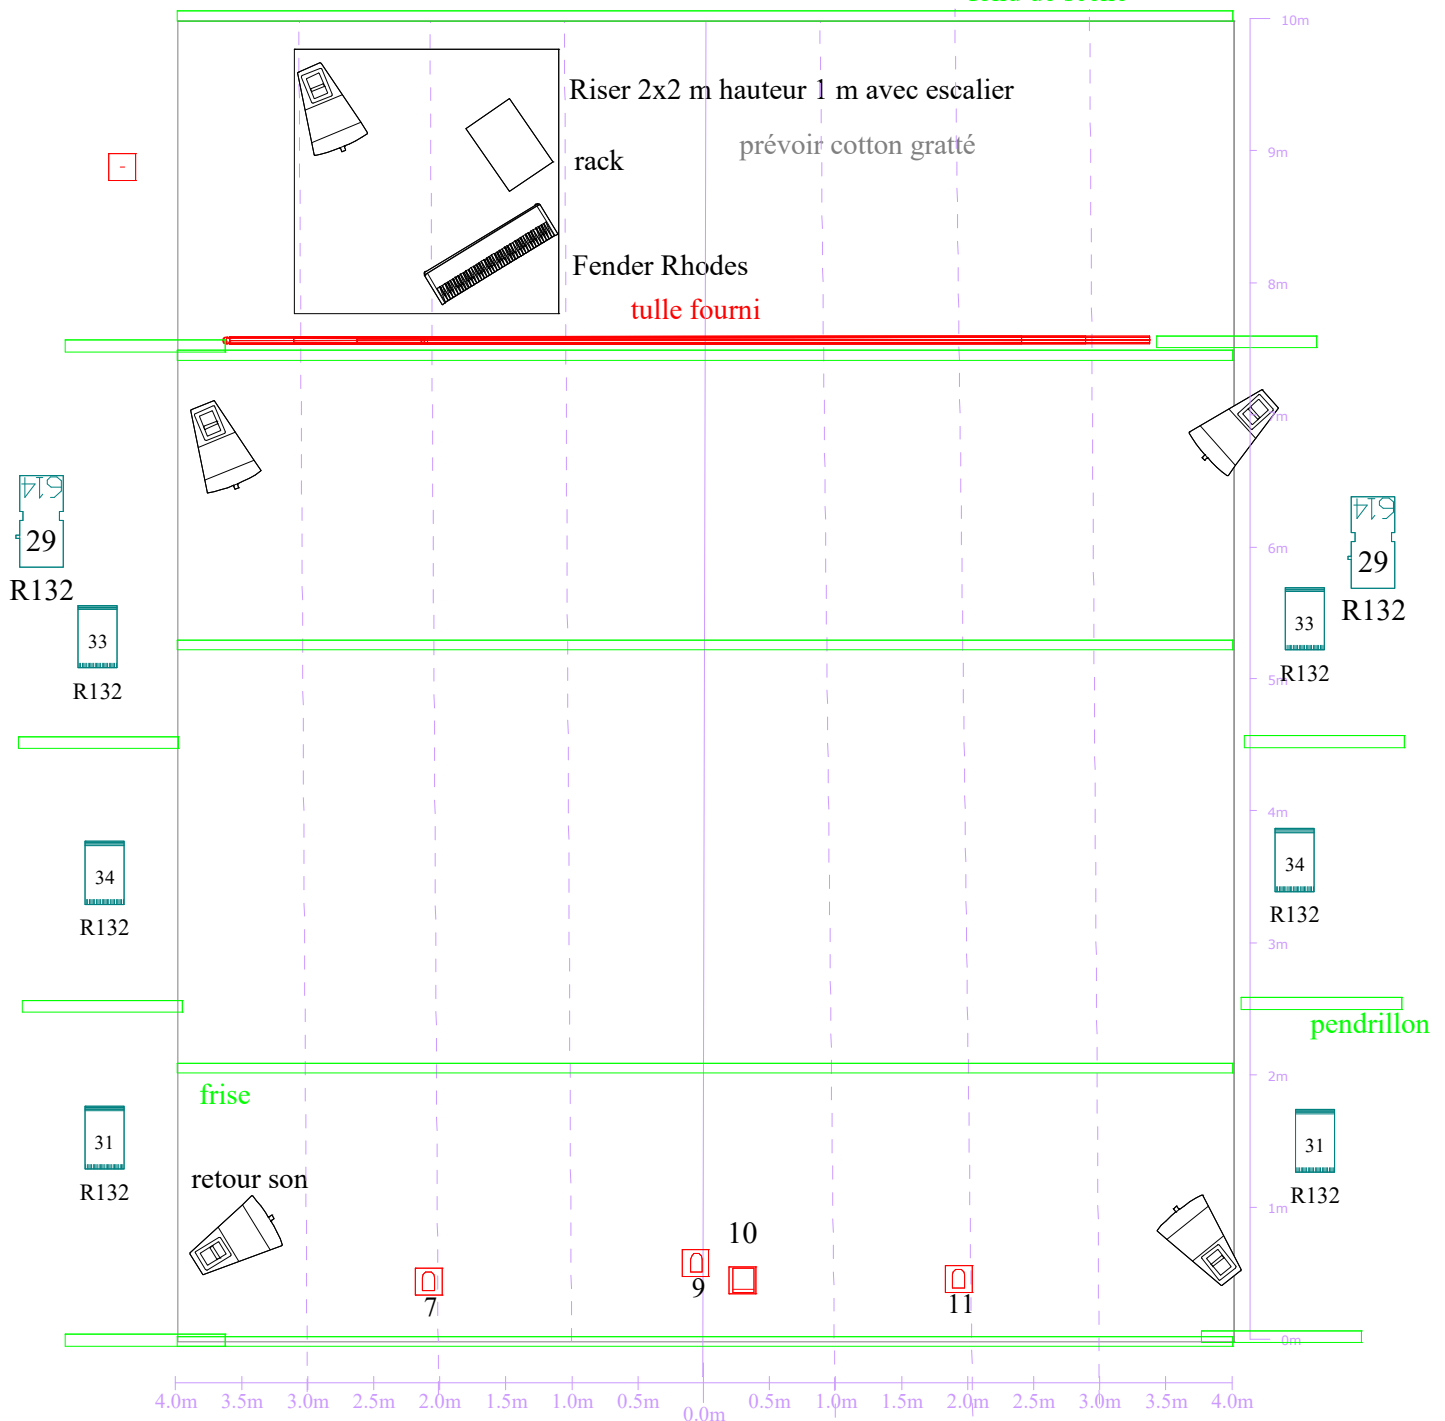 10m
Riser 2x2 m hauteur 1 m avec escalier
prévoir cotton gratté
9m
rack
Fender Rhodes
8m
tulle fourni
7m
614
29
R132
614
29
R132
6m
33
R132
33
R132
5m
4m
34
R132
34
R132
3m
pendrillon
2m
frise
31
R132
31
R132
retour son
1m
10
7
9
11
0m
4.0m 3.5m 3.0m 2.5m 2.0m 1.5m 1.0m 0.5m 0.0m 0.5m 1.0m 1.5m 2.0m 2.5m 3.0m 3.5m 4.0m